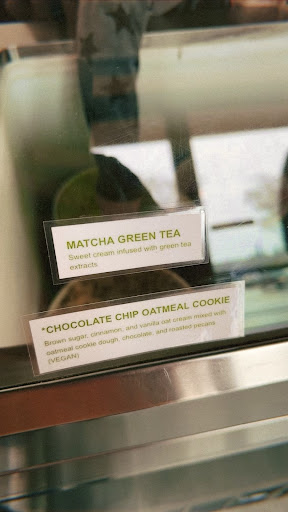 MATCHA GREEN TEA
Sweet cream infused with green tea
extracts
*CHOCOLATE CHIP OATMEAL COOKIE
Brown sugar, cinnamon, and vanilla oat cream mixed with
oatmeal cookie dough, chocolate, and roasted pecans
(VEGAN)